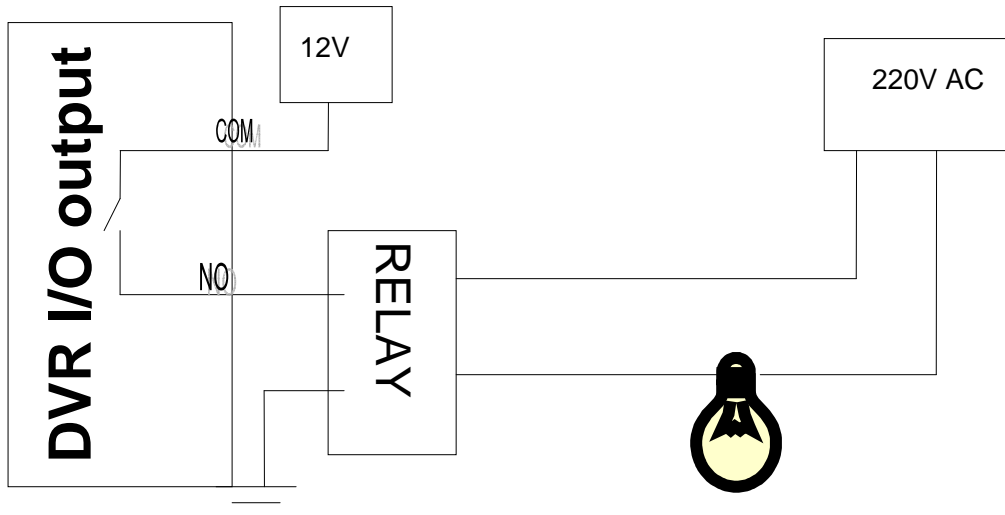 12V
220V AC
COM
DVR I/O output
NO
RELAY